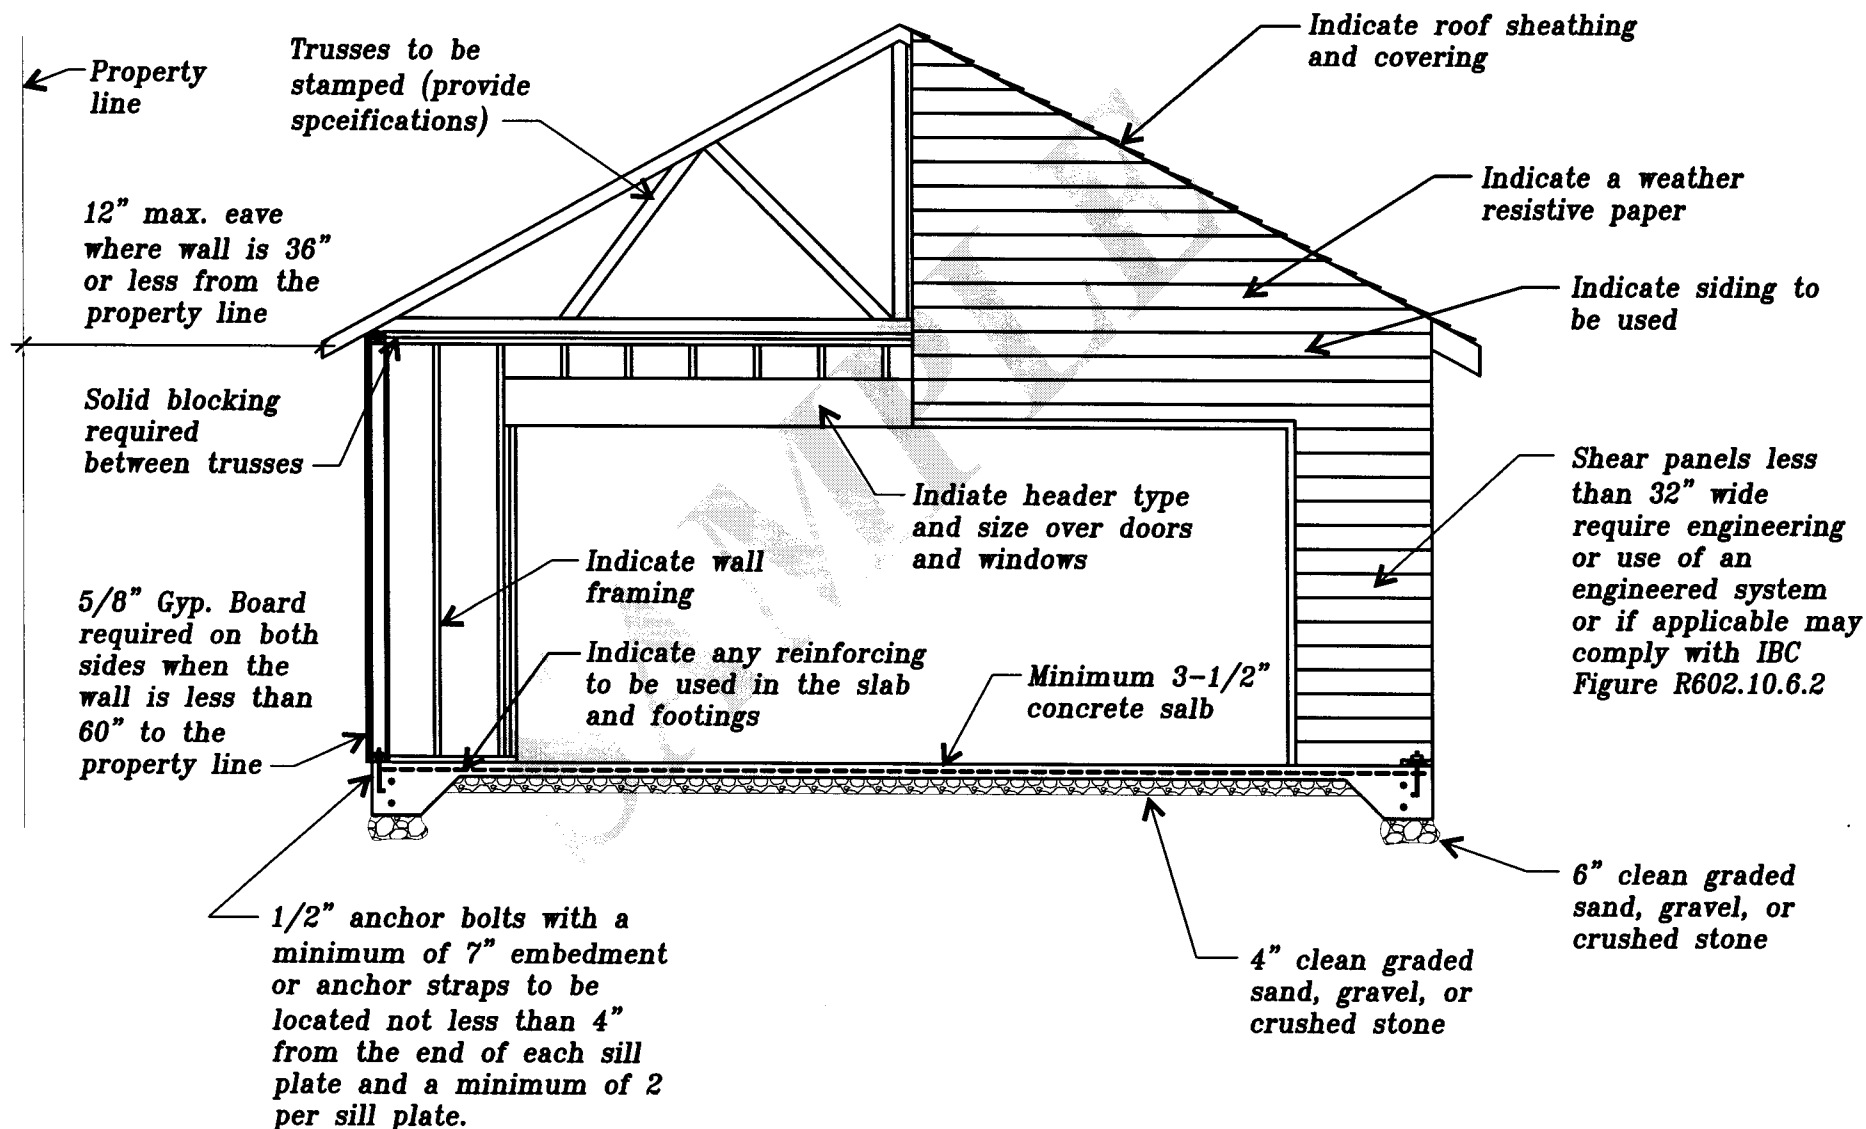 Property
line
Trusses to be
stamped (provide
spceifications)
Indicate roof sheathing
and covering
12" max. eave
where wall is 36"
or less from the
property line
Indicate a weather
resistive paper
Indicate siding to
be used
Solid blocking
required
between trusses
Indiate header type
and size over doors
and windows
Shear panels less
than 32" wide
require engineering
or use of an
engineered system
or if applicable may
comply with IBC
Figure R602.10.6.2
Indicate wall
framing
5/8" Gyp. Board
required on both
sides when the
wall is less than
60" to the
property line
Indicate any reinforcing
to be used in the slab
and footings
Minimum 3-1/2"
concrete salb
6" clean graded
sand, gravel, or
crushed stone
4" clean graded
sand, gravel, or
crushed stone
1/2" anchor bolts with a
minimum of 7" embedment
or anchor straps to be
located not less than 4"
from the end of each sill
plate and a minimum of 2
per sill plate.
SAMPLE